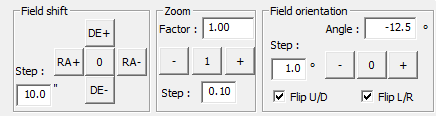 Field shift
DE+
RA+ 0 RA-
Step :
10.0 "
DE-
Zoom
Factor : 1.00
- 1 +
Step : 0.10
Field orientation
Angle : -12.5 °
Step :
1.0 ° - 0 +
Flip U/D Flip L/R